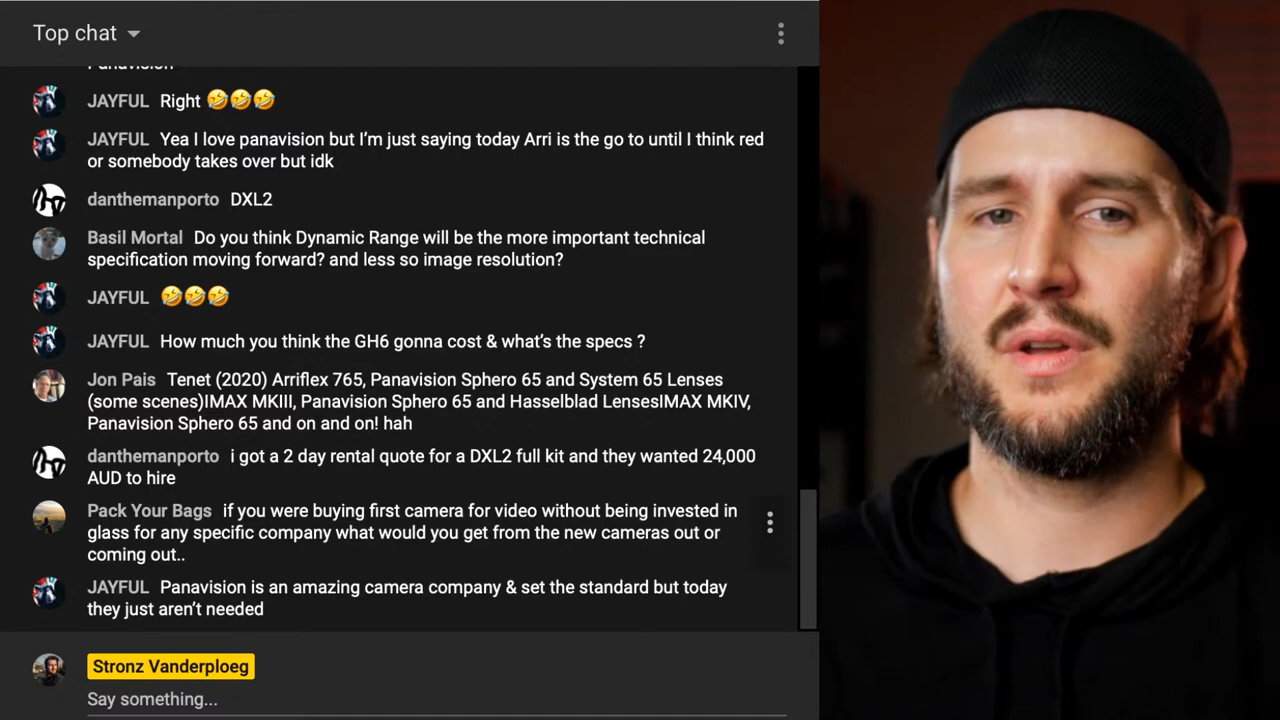 Top chat
Panavision
JAYFUL Right 🤣🤣🤣
JAYFUL Yea I love panavision but I'm just saying today Arri is the go to until I think red
or somebody takes over but idk
danthemanporto DXL2
Basil Mortal Do you think Dynamic Range will be the more important technical
specification moving forward? and less so image resolution?
JAYFUL 🤣🤣🤣
JAYFUL How much you think the GH6 gonna cost & what's the specs ?
Jon Pais Tenet (2020) Arriflex 765, Panavision Sphero 65 and System 65 Lenses
(some scenes)IMAX MKIII, Panavision Sphero 65 and Hasselblad LensesIMAX MKIV,
Panavision Sphero 65 and on and on! hah
danthemanporto i got a 2 day rental quote for a DXL2 full kit and they wanted 24,000
AUD to hire
Pack Your Bags if you were buying first camera for video without being invested in
glass for any specific company what would you get from the new cameras out or
coming out..
JAYFUL Panavision is an amazing camera company & set the standard but today
they just aren't needed
Stronz Vanderploeg
Say something...